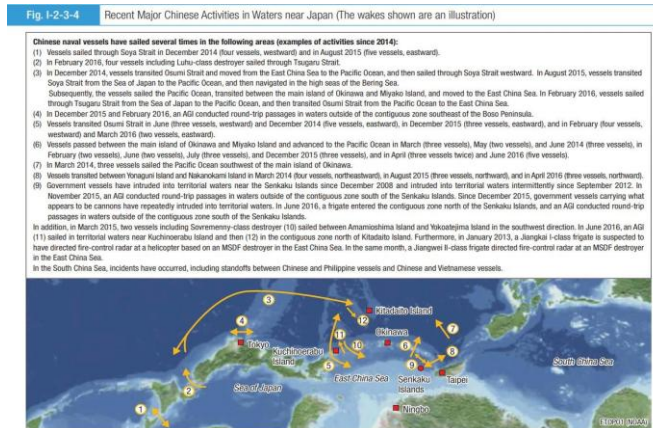 Fig. I-2-3-4 Recent Major Chinese Activities in Waters near Japan (The wakes shown are an illustration)
Chinese naval vessels have sailed several times in the following areas (examples of activities since 2014):
(1) Vessels sailed through Soya Strait in December 2014 (four vessels, westward) and in August 2015 (five vessels, eastward).
(2) In February 2016, four vessels including Luhu-class destroyer sailed through Tsugaru Strait.
(3) In December 2014, vessels transited Osumi Strait and moved from the East China Sea to the Pacific Ocean, and then sailed through Soya Strait westward. In August 2015, vessels transited
Soya Strait from the Sea of Japan to the Pacific Ocean, and then navigated in the high seas of the Bering Sea.
Subsequently, the vessels sailed the Pacific Ocean, transited between the main island of Okinawa and Miyako Island, and moved to the East China Sea. In February 2016, vessels sailed
through Tsugaru Strait from the Sea of Japan to the Pacific Ocean, and then transited Osumi Strait from the Pacific Ocean to the East China Sea.
(4) In December 2015 and February 2016, an AGI conducted round-trip passages in waters outside of the contiguous zone southeast of the Boso Peninsula.
(5) Vessels transited Osumi Strait in June (three vessels, westward) and December 2014 (five vessels, eastward), in December 2015 (three vessels, eastward), and in February (four vessels,
westward) and March 2016 (two vessels, eastward).
(6) Vessels passed between the main island of Okinawa and Miyako Island and advanced to the Pacific Ocean in March (three vessels), May (two vessels), and June 2014 (three vessels), in
February (two vessels), June (two vessels), July (three vessels), and December 2015 (three vessels), and in April (three vessels twice) and June 2016 (five vessels).
(7) In March 2014, three vessels sailed the Pacific Ocean southwest of the main island of Okinawa.
(8) Vessels transited between Yonaguni Island and Nakanokami Island in March 2014 (four vessels, northeastward), in August 2015 (three vessels, northward), and in April 2016 (three vessels, northward).
(9) Government vessels have intruded into territorial waters near the Senkaku Islands since December 2008 and intruded into territorial waters intermittently since September 2012. In
November 2015, an AGI conducted round-trip passages in waters outside of the contiguous zone south of the Senkaku Islands. Since December 2015, government vessels carrying what
appears to be cannons have repeatedly intruded into territorial waters. In June 2016, a frigate entered the contiguous zone north of the Senkaku Islands, and an AGI conducted round-trip
passages in waters outside of the contiguous zone south of the Senkaku Islands.
In addition, in March 2015, two vessels including Sovremenny-class destroyer (10) sailed between Amamioshima Island and Yokoatejima Island in the southwest direction. In June 2016, an AGI
(11) sailed in territorial waters near Kuchinoerabu Island and then (12) in the contiguous zone north of Kitadaito Island. Furthermore, in January 2013, a Jiangkai I-class frigate is suspected to
have directed fire-control radar at a helicopter based on an MSDF destroyer in the East China Sea. In the same month, a Jiangwei II-class frigate directed fire-control radar at an MSDF destroyer
in the East China Sea.
In the South China Sea, incidents have occurred, including standoffs between Chinese and Philippine vessels and Chinese and Vietnamese vessels.
3
Kitadaito Island
12
4
Tokyo
Kuchinoerabu
Island
11
10
Okinawa
7
6
8
5
9
East China Sea
Senkaku
Islands
Taipei
South China Sea
Sea of Japan
2
1
Ningbo
ETOPO1 (NOAA)